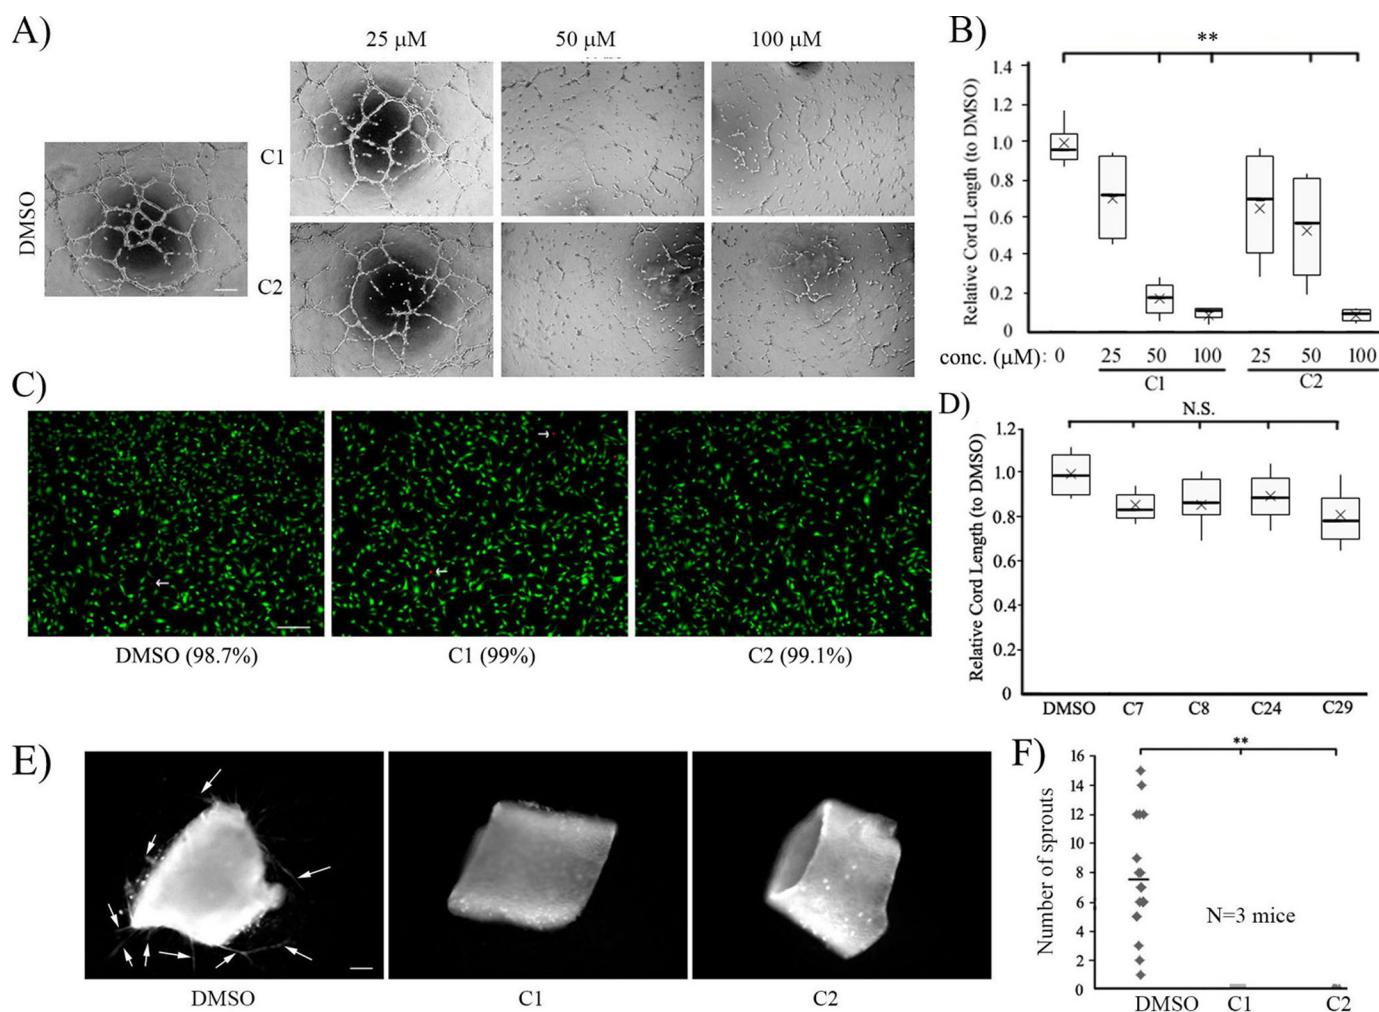 A)
25 μM
50 μM
100 μM
DMSO
C1
C2
B)
**
Relative Cord Length (to DMSO)
1.4
1.2
1.0
0.8
0.6
0.4
0.2
0
conc. (μM): 0 25 50 100 25 50 100
C1 C2
C)
DMSO (98.7%)
C1 (99%)
C2 (99.1%)
D)
N.S.
Relative Cord Length (to DMSO)
1.2
1.0
0.8
0.6
0.4
0.2
0
DMSO C7 C8 C24 C29
E)
DMSO
C1
C2
F)
**
Number of sprouts
16
14
12
10
8
6
4
2
0
N=3 mice
DMSO C1 C2